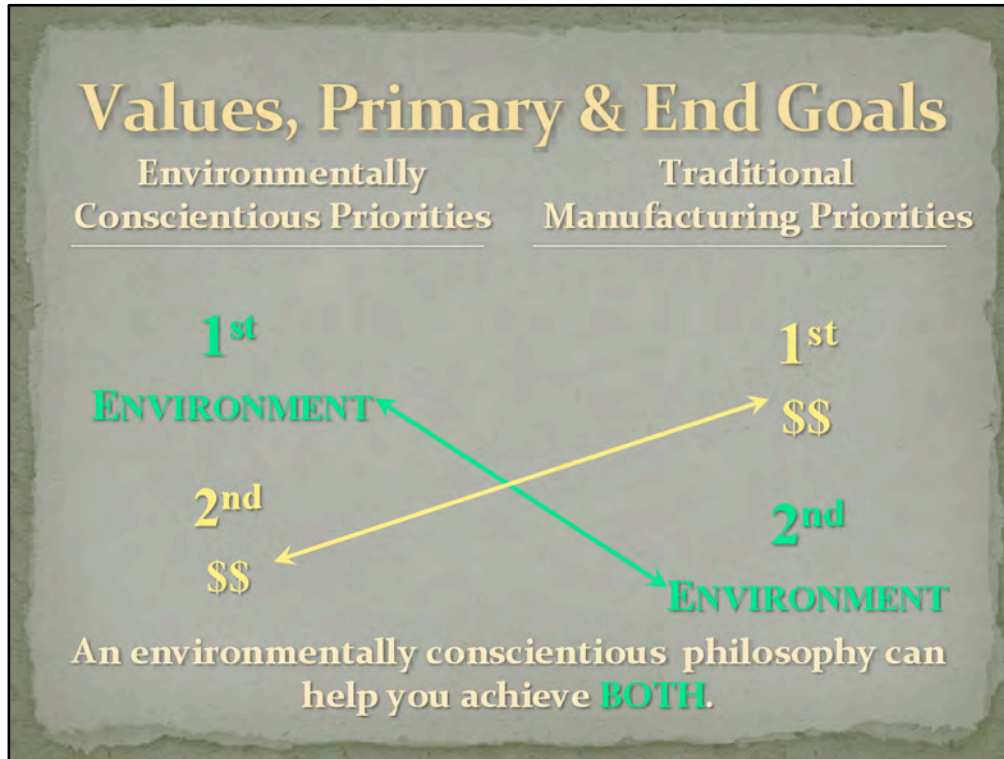 Values, Primary & End Goals
Environmentally
Conscientious Priorities
1st
ENVIRONMENT
2nd
$$
Traditional
Manufacturing Priorities
1st
$$
2nd
ENVIRONMENT
An environmentally conscientious philosophy can
help you achieve BOTH.